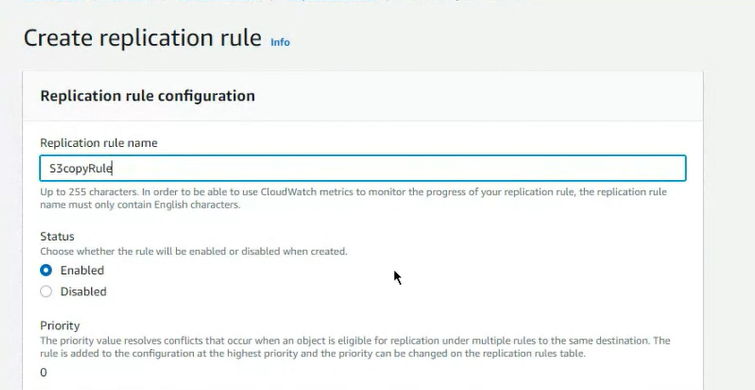 Create replication rule Info
Replication rule configuration
Replication rule name
S3copyRule
Up to 255 characters. In order to be able to use CloudWatch metrics to monitor the progress of your replication rule, the replication rule
name must only contain English characters.
Status
Choose whether the rule will be enabled or disabled when created.
Enabled
Disabled
Priority
The priority value resolves conflicts that occur when an object is eligible for replication under multiple rules to the same destination. The
rule is added to the configuration at the highest priority and the priority can be changed on the replication rules table.
0